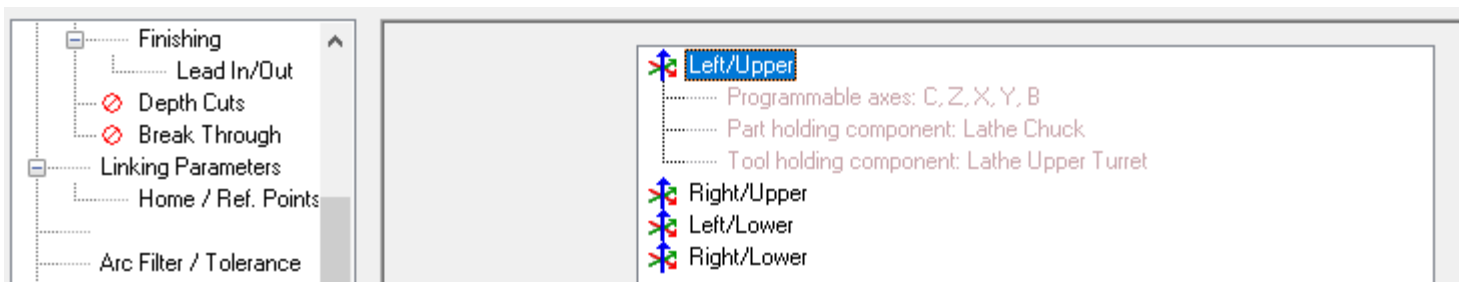 Finishing
Lead In/Out
Depth Cuts
Break Through
Linking Parameters
Home / Ref. Points
Arc Filter / Tolerance
Left/Upper
Programmable axes: C, Z, X, Y, B
Part holding component: Lathe Chuck
Tool holding component: Lathe Upper Turret
Right/Upper
Left/Lower
Right/Lower